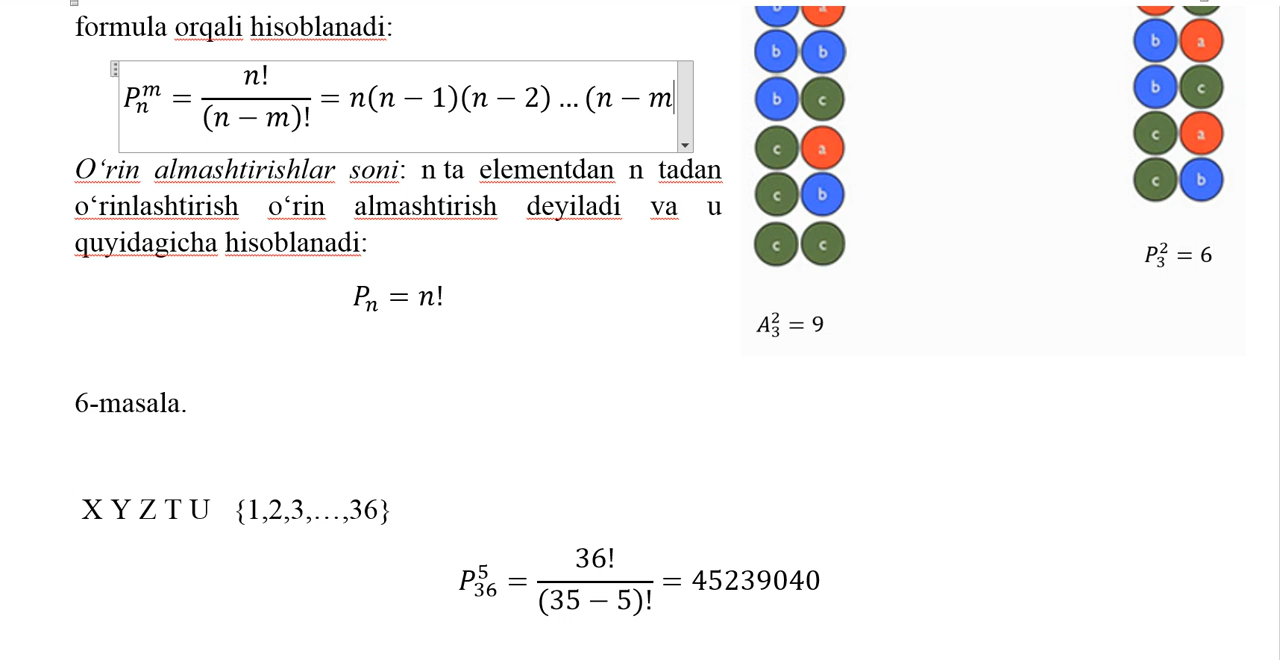 formula orqali hisoblanadi:
P_n^m = n!/(n − m)! = n(n − 1)(n − 2) … (n − m
O‘rin almashtirishlar soni: n ta elementdan n tadan
o‘rinlashtirish o‘rin almashtirish deyiladi va u
quyidagicha hisoblanadi:
P_n = n!
6-masala.
X Y Z T U {1,2,3,…,36}
P_36^5 = 36!/(35 − 5)! = 45239040
b a
b b
b c
c a
c b
c c
A_3^2 = 9
b a
b c
c a
c b
P_3^2 = 6